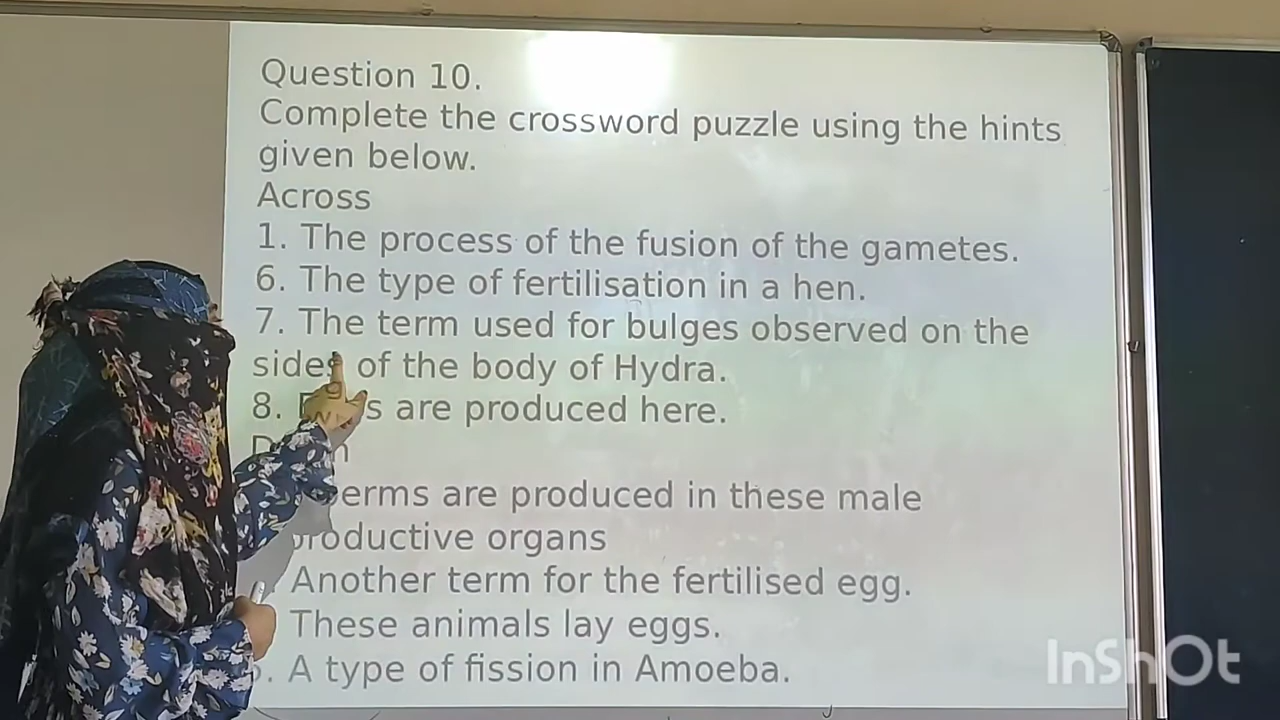 Question 10.
Complete the crossword puzzle using the hints
given below.
Across
1. The process of the fusion of the gametes.
6. The type of fertilisation in a hen.
7. The term used for bulges observed on the
sides of the body of Hydra.
8. are produced here.
are produced in these male
organs
Another term for the fertilised egg.
These animals lay eggs.
A type of fission in Amoeba.
InShOt